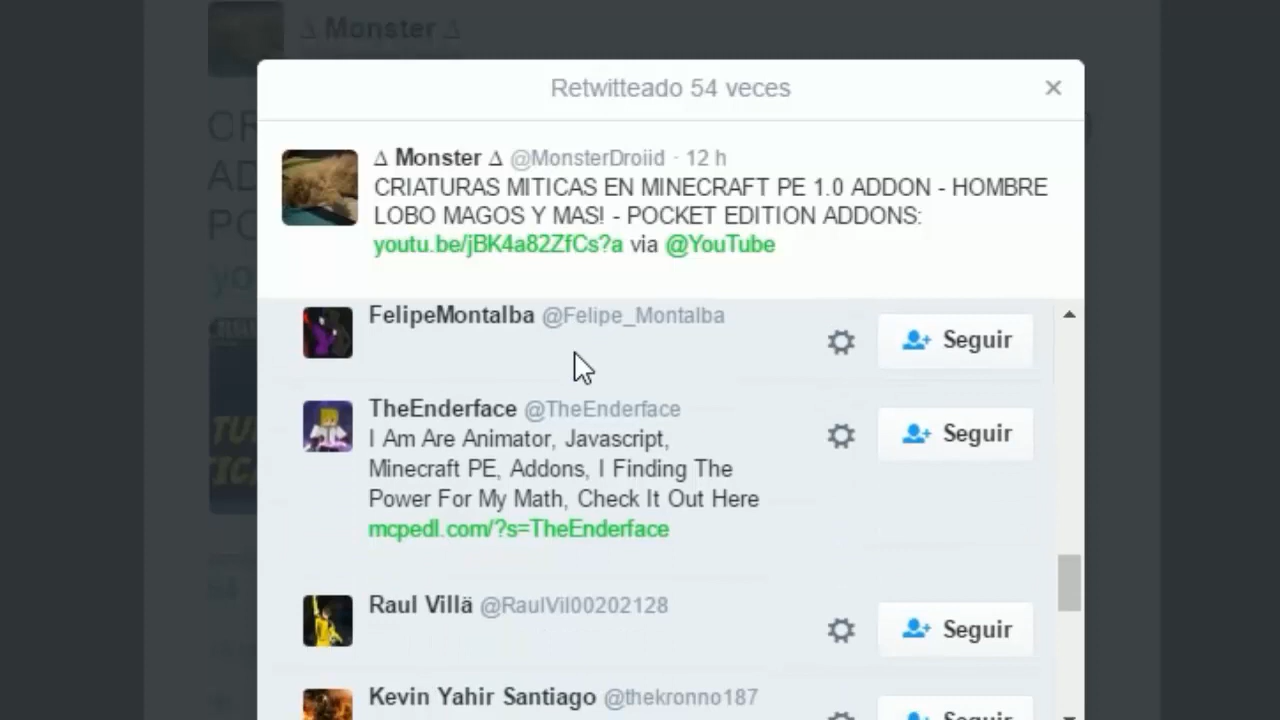 Δ Monster Δ
Retwitteado 54 veces
Δ Monster Δ @MonsterDroiid · 12 h
CRIATURAS MITICAS EN MINECRAFT PE 1.0 ADDON - HOMBRE
LOBO MAGOS Y MAS! - POCKET EDITION ADDONS:
youtu.be/jBK4a82ZfCs?a via @YouTube
FelipeMontalba @Felipe_Montalba
Seguir
TheEnderface @TheEnderface
Seguir
I Am Are Animator, Javascript,
Minecraft PE, Addons, I Finding The
Power For My Math, Check It Out Here
mcpedl.com/?s=TheEnderface
Raul Villä @RaulVil00202128
Seguir
Kevin Yahir Santiago @thekronno187
Seguir